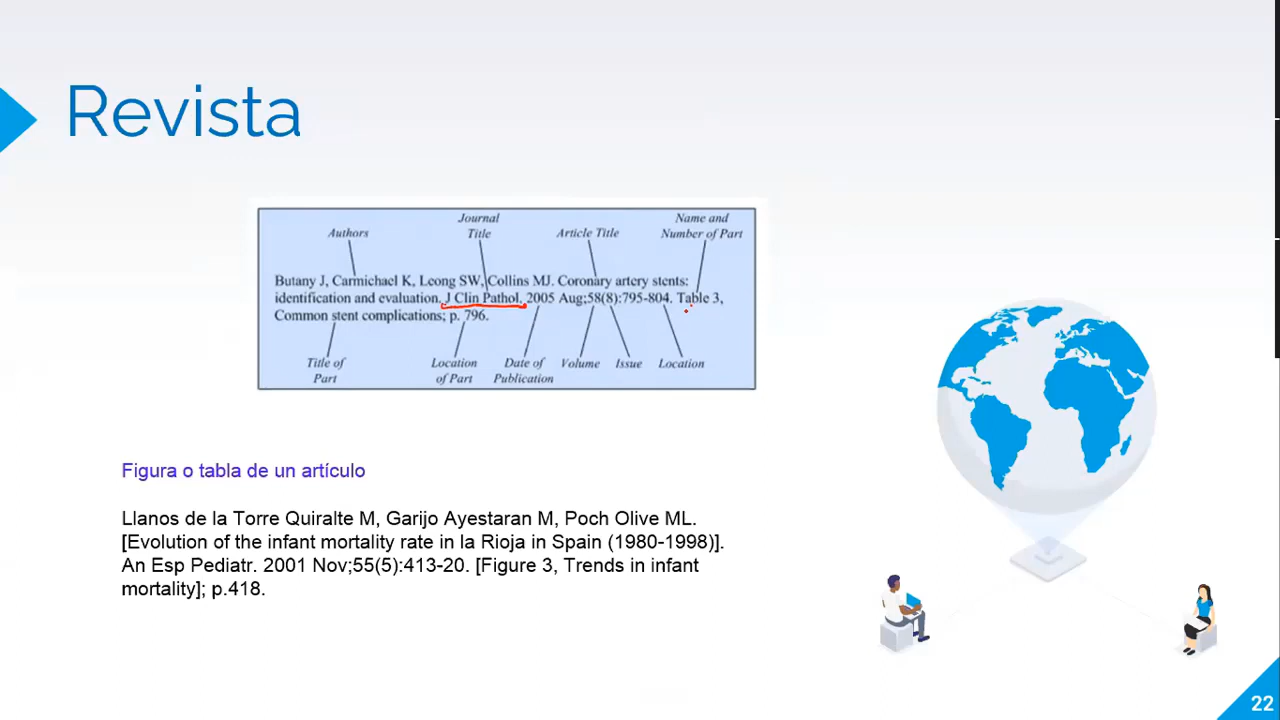 Revista
Journal
Name and
Authors
Title
Article Title
Number of Part
Butany J, Carmichael K, Leong SW, Collins MJ. Coronary artery stents:
identification and evaluation. J Clin Pathol. 2005 Aug;58(8):795-804. Table 3,
Common stent complications; p. 796.
Title of
Location
Date of
Volume
Issue
Location
Part
of Part
Publication
Figura o tabla de un artículo
Llanos de la Torre Quiralte M, Garijo Ayestaran M, Poch Olive ML.
[Evolution of the infant mortality rate in la Rioja in Spain (1980-1998)].
An Esp Pediatr. 2001 Nov;55(5):413-20. [Figure 3, Trends in infant
mortality]; p.418.
22